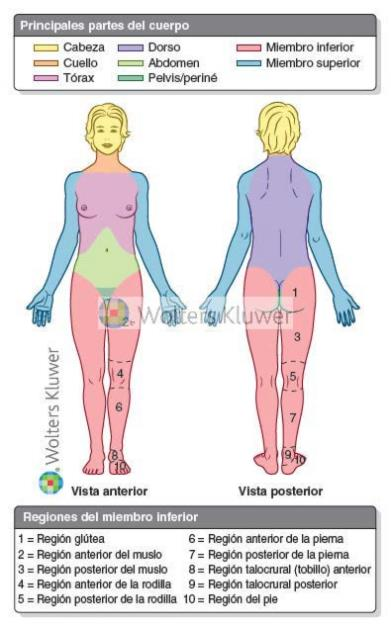 Principales partes del cuerpo
Cabeza Dorso Miembro inferior
Cuello Abdomen Miembro superior
Tórax Pelvis/periné
1
3
4
5
6
7
8
9
10
10
Wolters Kluwer
Wolters Kluwer
Vista anterior Vista posterior
Regiones del miembro inferior
1 = Región glútea 6 = Región anterior de la pierna
2 = Región anterior del muslo 7 = Región posterior de la pierna
3 = Región posterior del muslo 8 = Región talocrural (tobillo) anterior
4 = Región anterior de la rodilla 9 = Región talocrural posterior
5 = Región posterior de la rodilla 10 = Región del pie